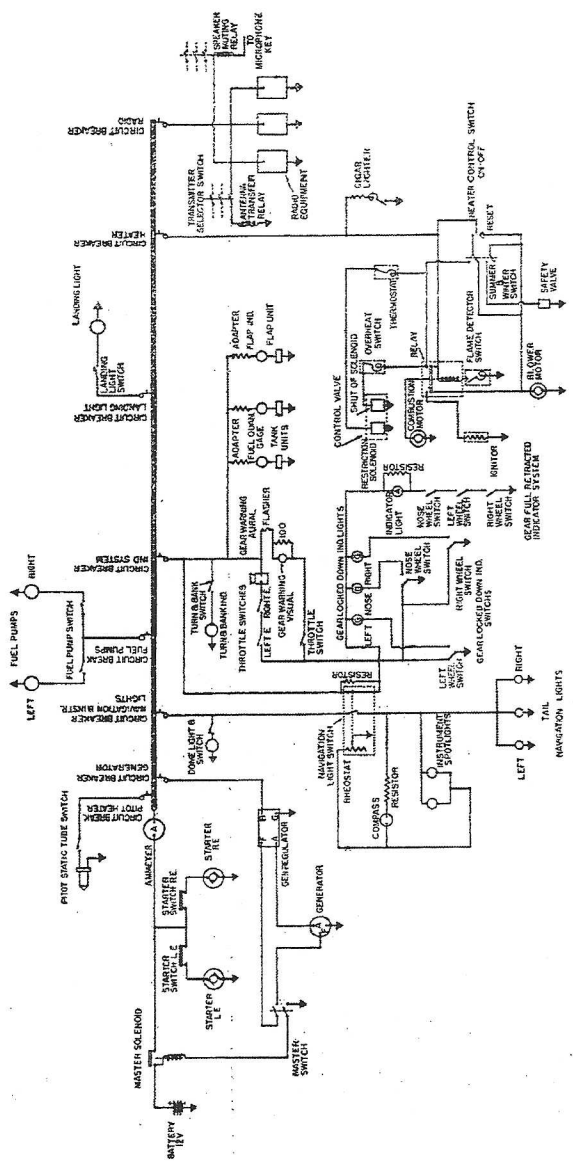 BATTERY
12V
MASTER SOLENOID
MASTER
SWITCH
STARTER
SWITCH L.E.
STARTER
L.E.
STARTER
SWITCH R.E.
STARTER
R.E.
AMMETER
A
PITOT STATIC TUBE SWITCH
CIRCUIT BREAK
PITOT HEATER
CIRCUIT BREAKER
GENERATOR
GEN REGULATOR
B
G
F
A
GENERATOR
A
F
FUEL PUMPS
LEFT
RIGHT
FUEL PUMP SWITCH
CIRCUIT BREAK
FUEL PUMPS
CIRCUIT BREAKER
NAVIGATION & INSTR.
LIGHTS
DOME LIGHT &
SWITCH
NAVIGATION
LIGHT SWITCH
RHEOSTAT
RESISTOR
COMPASS
RESISTOR
INSTRUMENT
SPOTLIGHTS
LEFT
TAIL
RIGHT
NAVIGATION LIGHTS
CIRCUIT BREAKER
IND SYSTEM
TURN & BANK
SWITCH
TURN & BANK IND.
THROTTLE SWITCHES
LEFT E.
RIGHT E.
GEAR WARNING
AURAL
FLASHER
100
GEAR WARNING
VISUAL
THROTTLE
SWITCH
ADAPTER
FUEL QUAN.
GAGE
TANK
UNITS
ADAPTER
FLAP IND.
FLAP UNIT
GEAR LOCKED DOWN IND. LIGHTS
LEFT
NOSE
RIGHT
G
G
G
LEFT WHEEL
SWITCH
NOSE
WHEEL
SWITCH
RIGHT WHEEL
SWITCH
GEAR LOCKED DOWN IND.
SWITCHES
RESISTOR
A
INDICATOR
LIGHT
NOSE
WHEEL SWITCH
LEFT
WHEEL
SWITCH
RIGHT
WHEEL
SWITCH
GEAR FULL RETRACTED
INDICATOR SYSTEM
LANDING LIGHT
LANDING
LIGHT
SWITCH
CIRCUIT BREAKER
LANDING LIGHT
CIRCUIT BREAKER
HEATER
CONTROL VALVE
RESTRICTION
SOLENOID
SHUT OF SOLENOID
OVERHEAT
SWITCH
THERMOSTAT
COMBUSTION
MOTOR
RELAY
FLAME DETECTOR
SWITCH
IGNITOR
BLOWER
MOTOR
CIGAR
LIGHTER
HEATER CONTROL SWITCH
ON-OFF
RESET
SUMMER
&
WINTER
SWITCH
SAFETY
VALVE
CIRCUIT BREAKER
RADIO
TRANSMITTER
SELECTOR SWITCH
ANTENNA
TRANSFER
RELAY
RADIO
EQUIPMENT
SPEAKER
MUTING
RELAY
TO
MICROPHONE
KEY